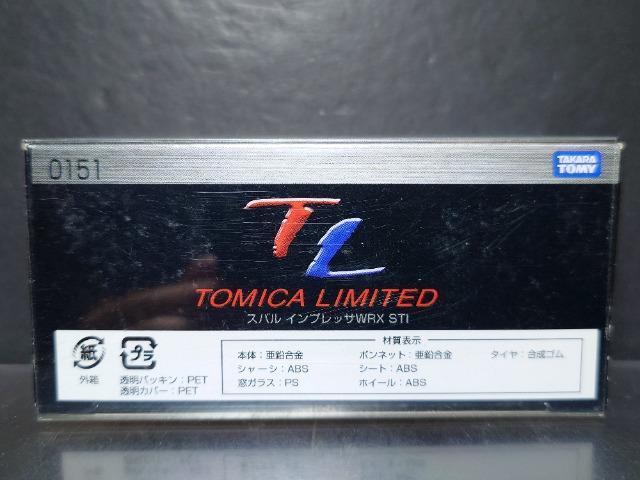 0151
TAKARA
TOMY
TL
TOMICA LIMITED
スバル インプレッサWRX STI
材質表示
紙
プラ
本体:亜鉛合金
ボンネット:亜鉛合金
タイヤ:合成ゴム
シャーシ:ABS
シート:ABS
外箱
透明パッキン:PET
窓ガラス:PS
ホイール:ABS
透明カバー:PET